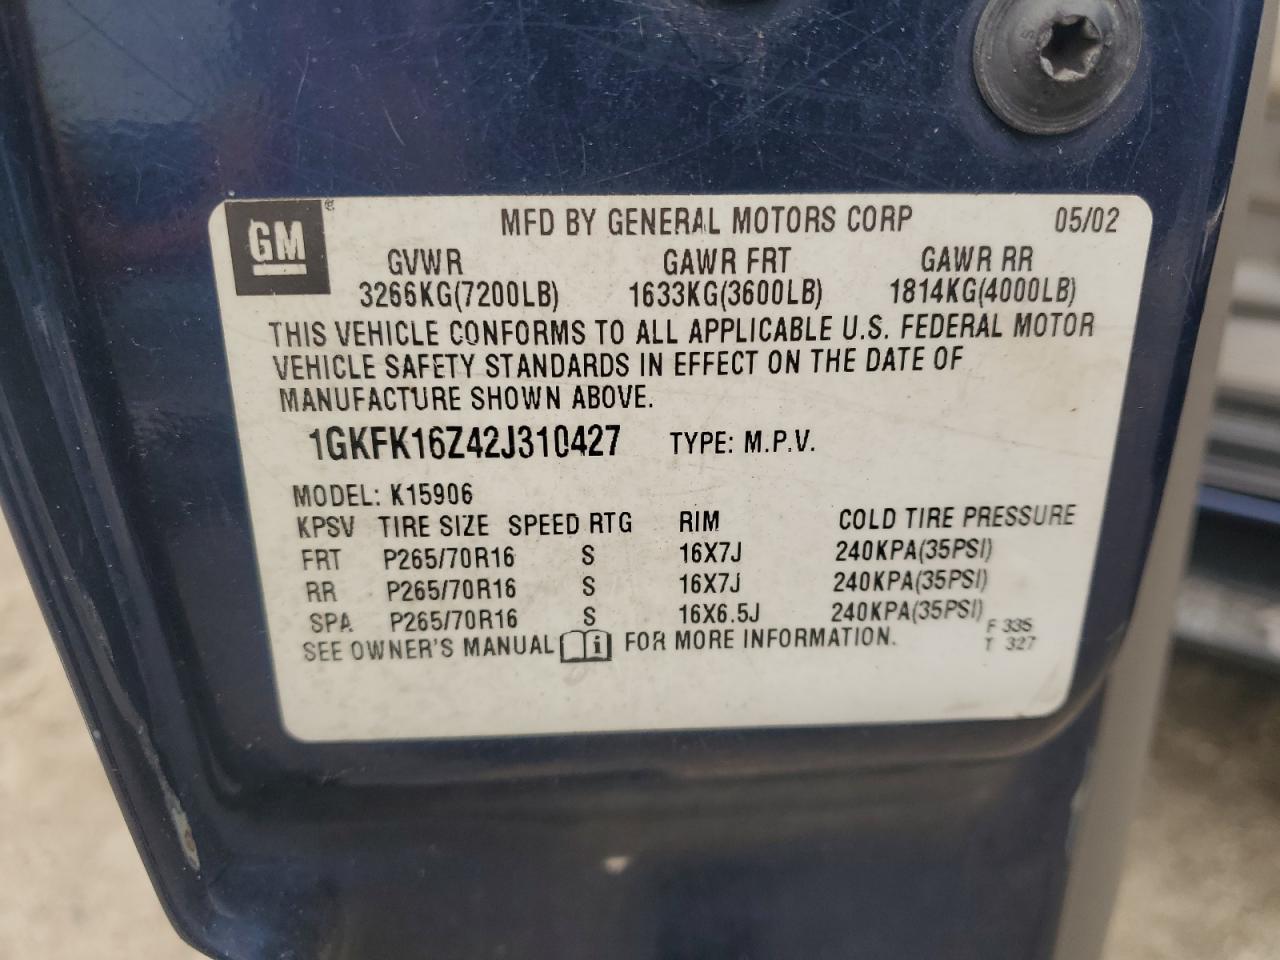 GM ® MFD BY GENERAL MOTORS CORP 05/02
GVWR GAWR FRT GAWR RR
3266KG(7200LB) 1633KG(3600LB) 1814KG(4000LB)
THIS VEHICLE CONFORMS TO ALL APPLICABLE U.S. FEDERAL MOTOR
VEHICLE SAFETY STANDARDS IN EFFECT ON THE DATE OF
MANUFACTURE SHOWN ABOVE.
1GKFK16Z42J310427 TYPE: M.P.V.
MODEL: K15906
KPSV TIRE SIZE SPEED RTG RIM COLD TIRE PRESSURE
FRT P265/70R16 S 16X7J 240KPA(35PSI)
RR P265/70R16 S 16X7J 240KPA(35PSI)
SPA P265/70R16 S 16X6.5J 240KPA(35PSI)
SEE OWNER'S MANUAL i FOR MORE INFORMATION.
F 335
T 327